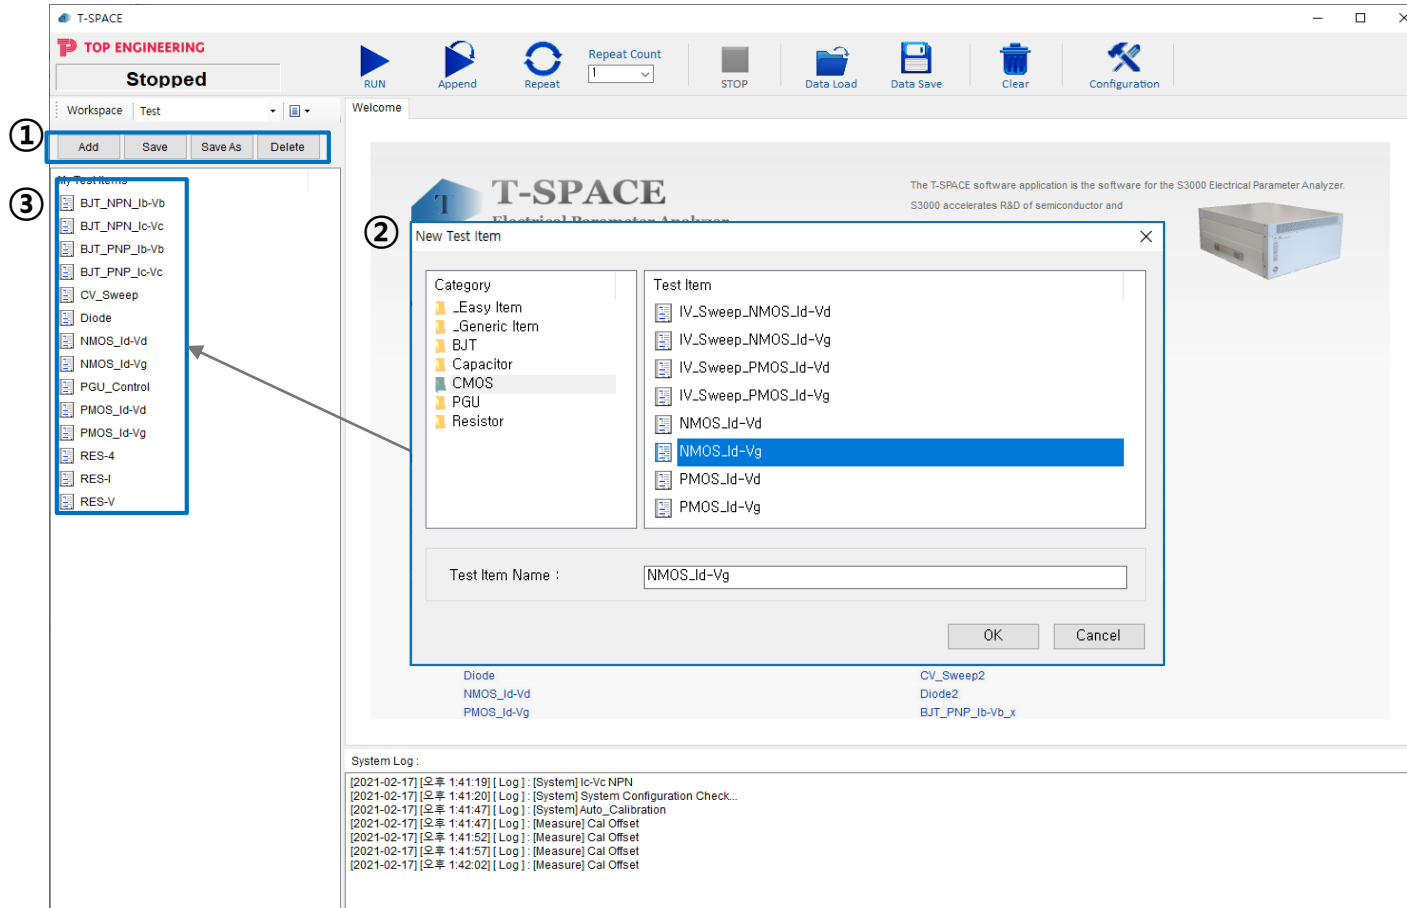 T-SPACE
TOP ENGINEERING
Stopped
RUN
Append
Repeat
Repeat Count
1
STOP
Data Load
Data Save
Clear
Configuration
Workspace
Test
Welcome
①
Add
Save
Save As
Delete
③
My Test Items
BJT_NPN_Ib-Vb
BJT_NPN_Ic-Vc
BJT_PNP_Ib-Vb
BJT_PNP_Ic-Vc
CV_Sweep
Diode
NMOS_Id-Vd
NMOS_Id-Vg
PGU_Control
PMOS_Id-Vd
PMOS_Id-Vg
RES-4
RES-I
RES-V
T
T-SPACE
Electrical Parameter Analyzer
The T-SPACE software application is the software for the S3000 Electrical Parameter Analyzer.
S3000 accelerates R&D of semiconductor and
②
New Test Item
Category
_Easy Item
_Generic Item
BJT
Capacitor
CMOS
PGU
Resistor
Test Item
IV_Sweep_NMOS_Id-Vd
IV_Sweep_NMOS_Id-Vg
IV_Sweep_PMOS_Id-Vd
IV_Sweep_PMOS_Id-Vg
NMOS_Id-Vd
NMOS_Id-Vg
PMOS_Id-Vd
PMOS_Id-Vg
Test Item Name :
NMOS_Id-Vg
OK
Cancel
Diode
NMOS_Id-Vd
PMOS_Id-Vg
CV_Sweep2
Diode2
BJT_PNP_Ib-Vb_x
System Log :
[2021-02-17] [오후 1:41:19] [ Log ] : [System] Ic-Vc NPN
[2021-02-17] [오후 1:41:20] [ Log ] : [System] System Configuration Check...
[2021-02-17] [오후 1:41:47] [ Log ] : [System] Auto_Calibration
[2021-02-17] [오후 1:41:47] [ Log ] : [Measure] Cal Offset
[2021-02-17] [오후 1:41:52] [ Log ] : [Measure] Cal Offset
[2021-02-17] [오후 1:41:57] [ Log ] : [Measure] Cal Offset
[2021-02-17] [오후 1:42:02] [ Log ] : [Measure] Cal Offset